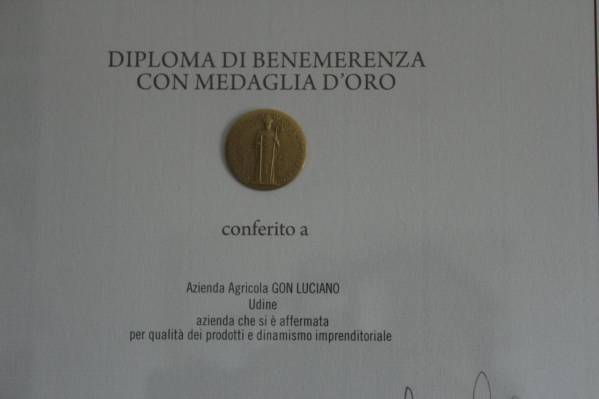 DIPLOMA DI BENEMERENZA
CON MEDAGLIA D'ORO
conferito a
Azienda Agricola GON LUCIANO
Udine
azienda che si è affermata
per qualità dei prodotti e dinamismo imprenditoriale